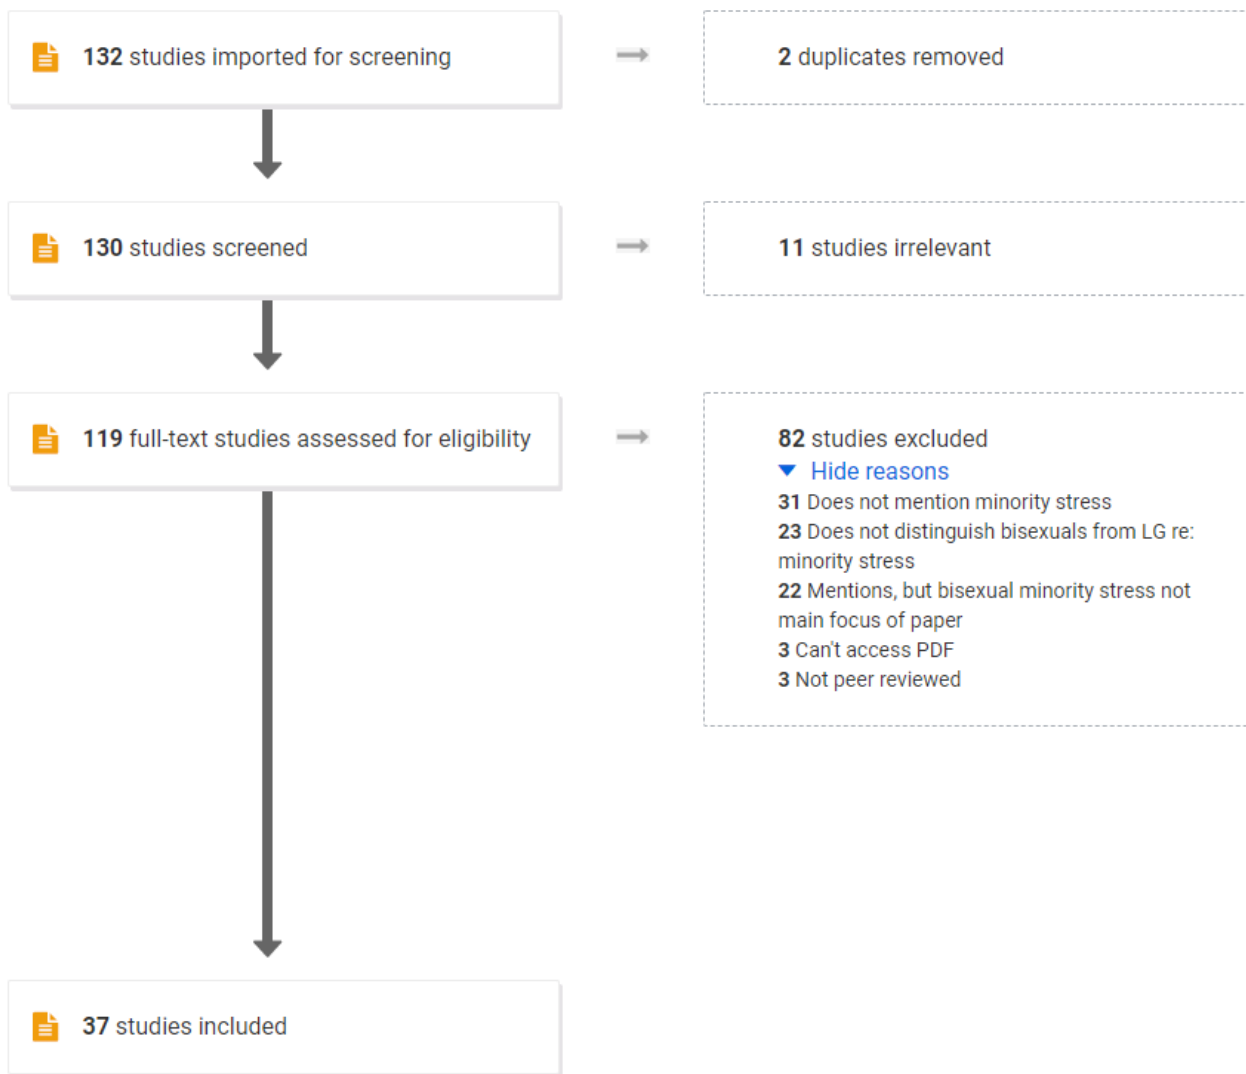 132 studies imported for screening
2 duplicates removed
130 studies screened
11 studies irrelevant
119 full-text studies assessed for eligibility
82 studies excluded
Hide reasons
31 Does not mention minority stress
23 Does not distinguish bisexuals from LG re:
minority stress
22 Mentions, but bisexual minority stress not
main focus of paper
3 Can't access PDF
3 Not peer reviewed
37 studies included